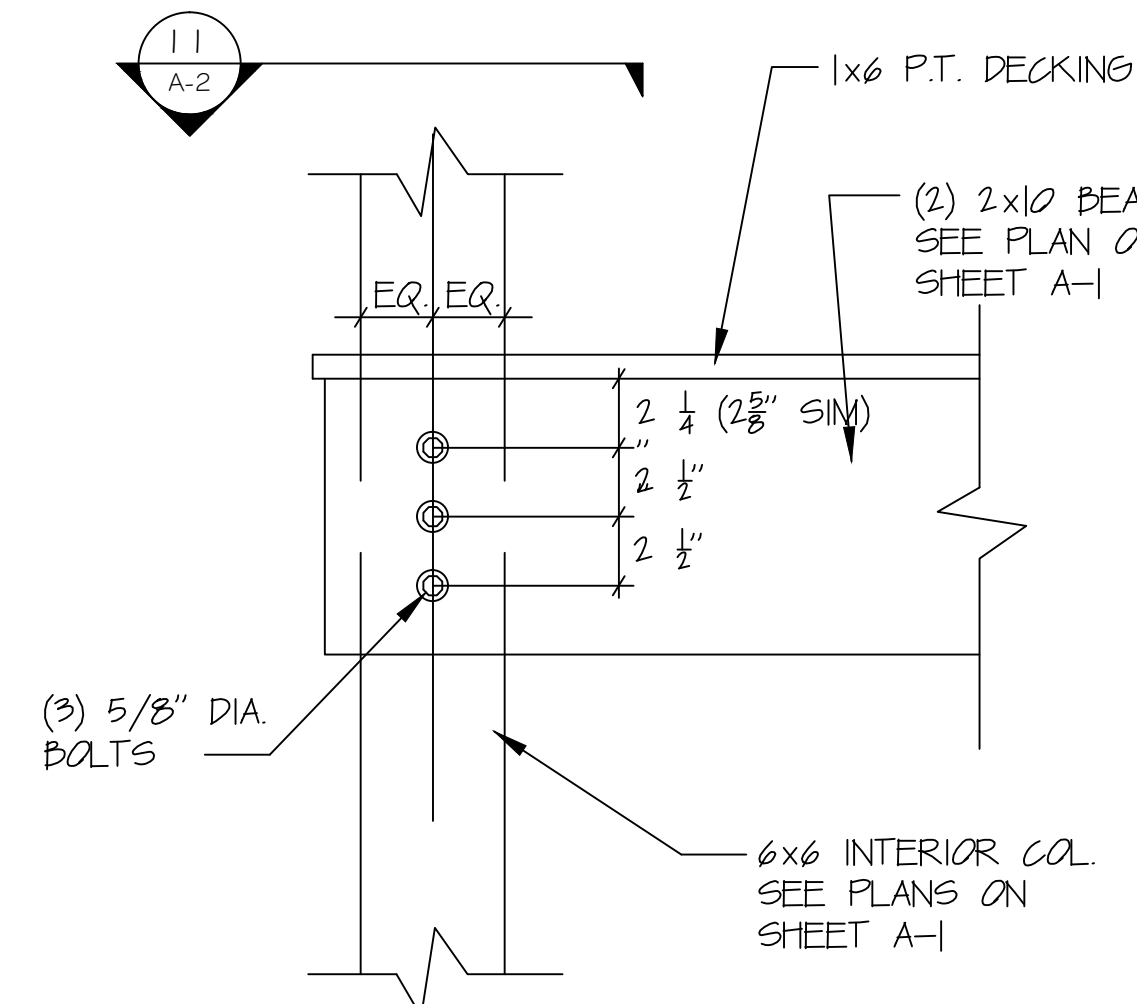 11
A-2
1x6 P.T. DECKING
(2) 2x10
SEE PLAN
SHEET A-1
EQ. EQ.
2 1/4" (2 5/8" SIM)
2 1/2"
2 1/2"
(3) 5/8" DIA.
BOLTS
6x6 INTERIOR COL.
SEE PLANS ON
SHEET A-1